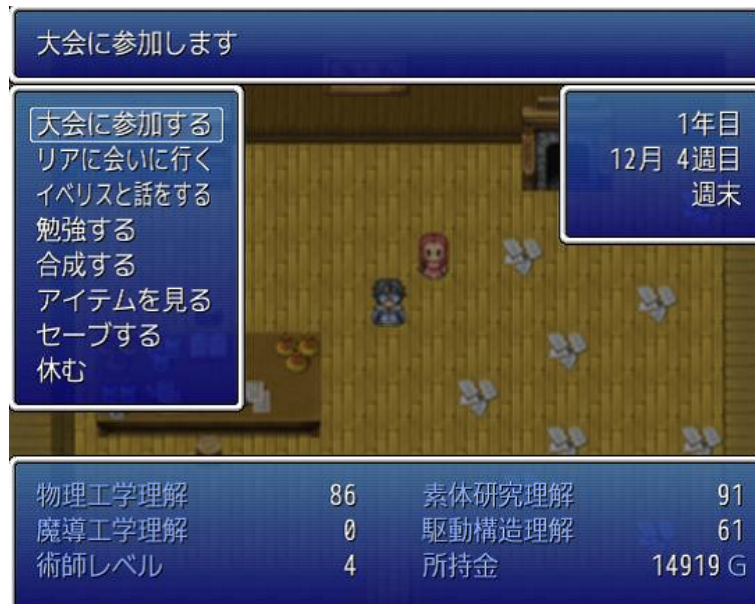 大会に参加します
大会に参加する
リアに会いに行く
イベリスと話をする
勉強する
合成する
アイテムを見る
セーブする
休む
1年目
12月 4週目
週末
物理工学理解 86 素体研究理解 91
魔導工学理解 0 駆動構造理解 61
術師レベル 4 所持金 14919 G